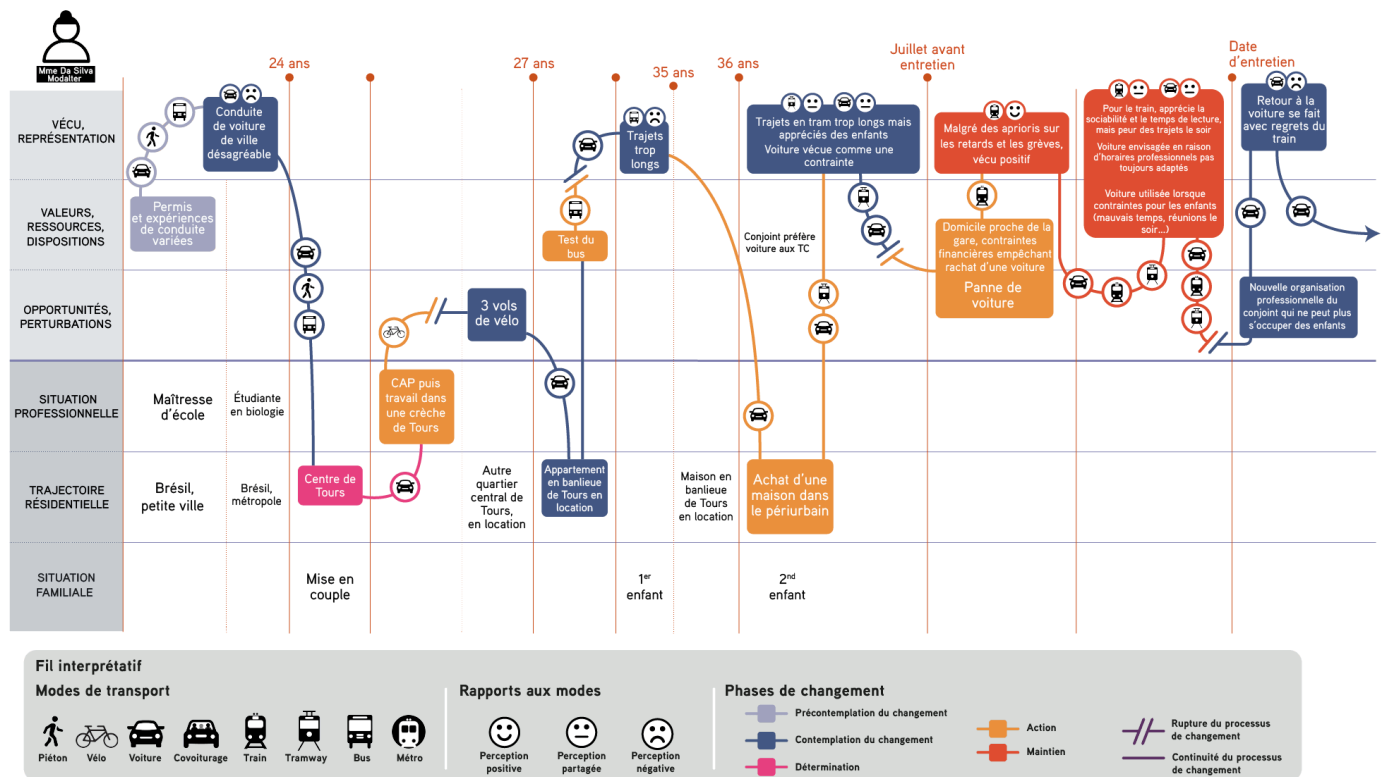 Mme Da Silva
Modalter
24 ans
27 ans
35 ans
36 ans
Juillet avant
entretien
Date
d'entretien
VÉCU,
REPRÉSENTATION
Conduite
de voiture
de ville
désagréable
Trajets
trop
longs
Trajets en tram trop longs mais
appréciés des enfants
Voiture vécue comme une
contrainte
Malgré des aprioris sur
les retards et les grèves,
vécu positif
Pour le train, apprécie la
sociabilité et le temps de lecture,
mais peur des trajets le soir
Voiture envisagée en raison
d'horaires professionnels pas
toujours adaptés
Voiture utilisée lorsque
contraintes pour les enfants
(mauvais temps, réunions le
soir...)
Retour à la
voiture se fait
avec regrets du
train
VALEURS,
RESSOURCES,
DISPOSITIONS
Permis
et expériences
de conduite
variées
Test du
bus
Conjoint préfère
voiture aux TC
Domicile proche de la
gare, contraintes
financières empêchant
rachat d'une voiture
Panne de
voiture
OPPORTUNITÉS,
PERTURBATIONS
3 vols
de vélo
Nouvelle organisation
professionnelle du
conjoint qui ne peut plus
s'occuper des enfants
SITUATION
PROFESSIONNELLE
Maîtresse
d'école
Étudiante
en biologie
CAP puis
travail dans
une crèche
de Tours
TRAJECTOIRE
RÉSIDENTIELLE
Brésil,
petite ville
Brésil,
métropole
Centre de
Tours
Autre
quartier
central de
Tours,
en location
Appartement
en banlieue
de Tours en
location
Maison en
banlieue
de Tours
en location
Achat d'une
maison dans
le périurbain
SITUATION
FAMILIALE
Mise en
couple
1er
enfant
2nd
enfant
Fil interprétatif
Modes de transport
Piéton
Vélo
Voiture
Covoiturage
Train
Tramway
Bus
Métro
Rapports aux modes
Perception
positive
Perception
partagée
Perception
négative
Phases de changement
Précontemplation du changement
Contemplation du changement
Détermination
Action
Maintien
Rupture du processus
de changement
Continuité du processus
de changement